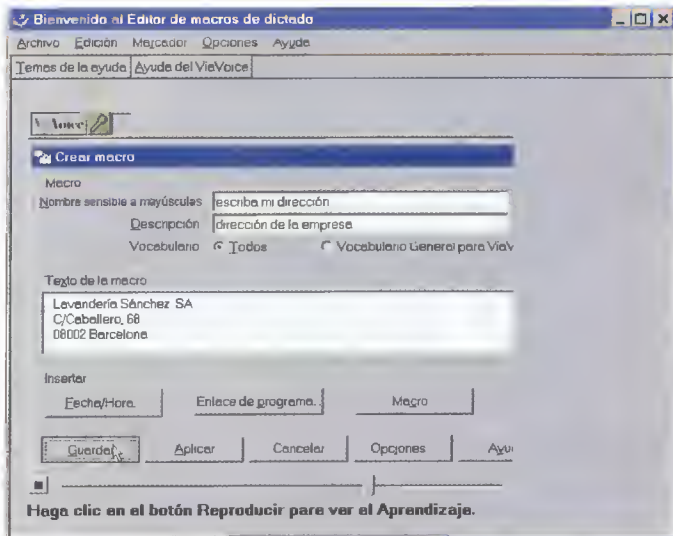 Bienvenido al Editor de macros de dictado
Archivo Edición Marcador Opciones Ayuda
Temas de la ayuda Ayuda del ViaVoice
Crear macro
Macro
Nombre sensible a mayúsculas escriba mi dirección
Descripción dirección de la empresa
Vocabulario Todos Vocabulario General para ViaV
Texto de la macro
Lavandería Sánchez SA
C/Caballero, 68
08002 Barcelona
Insertar
Fecha/Hora. Enlace de programa. Macro
Guardar Aplicar Cancelar Opciones Ayu
Haga clic en el botón Reproducir para ver el Aprendizaje.